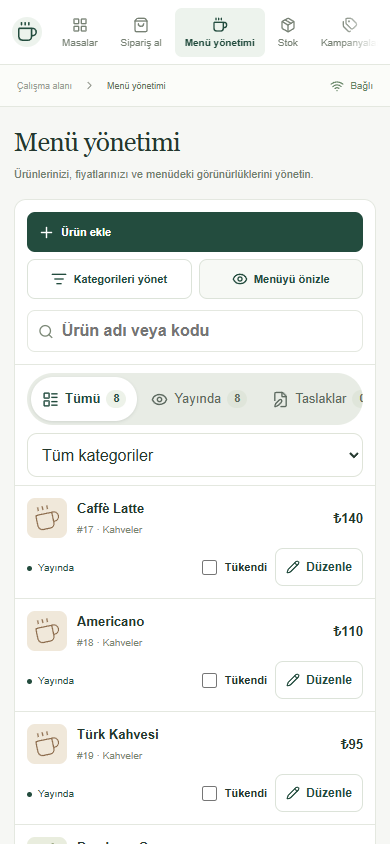 Masalar
Sipariş al
Menü yönetimi
Stok
Çalışma alanı
Menü yönetimi
Bağlı
Menü yönetimi
Ürünlerinizi, fiyatlarınızı ve menüdeki görünürlüklerini yönetin.
Ürün ekle
Kategorileri yönet
Menüyü önizle
Ürün adı veya kodu
Tümü 8
Yayında 8
Taslaklar
Tüm kategoriler
Caffè Latte
#17 · Kahveler
₺140
Yayında
Tükendi
Düzenle
Americano
#18 · Kahveler
₺110
Yayında
Tükendi
Düzenle
Türk Kahvesi
#19 · Kahveler
₺95
Yayında
Tükendi
Düzenle